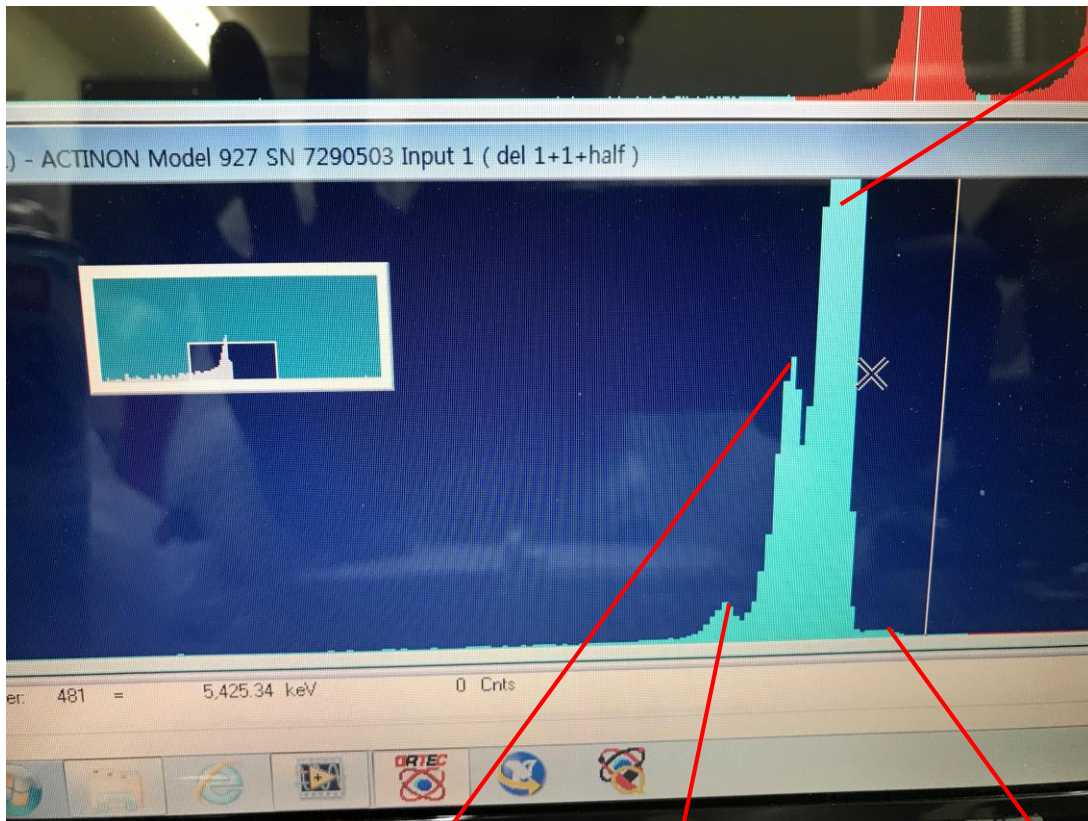 ) - ACTINON Model 927 SN 7290503 Input 1 ( del 1+1+half )
er: 481 = 5,425.34 keV 0 Cnts
ORTEC